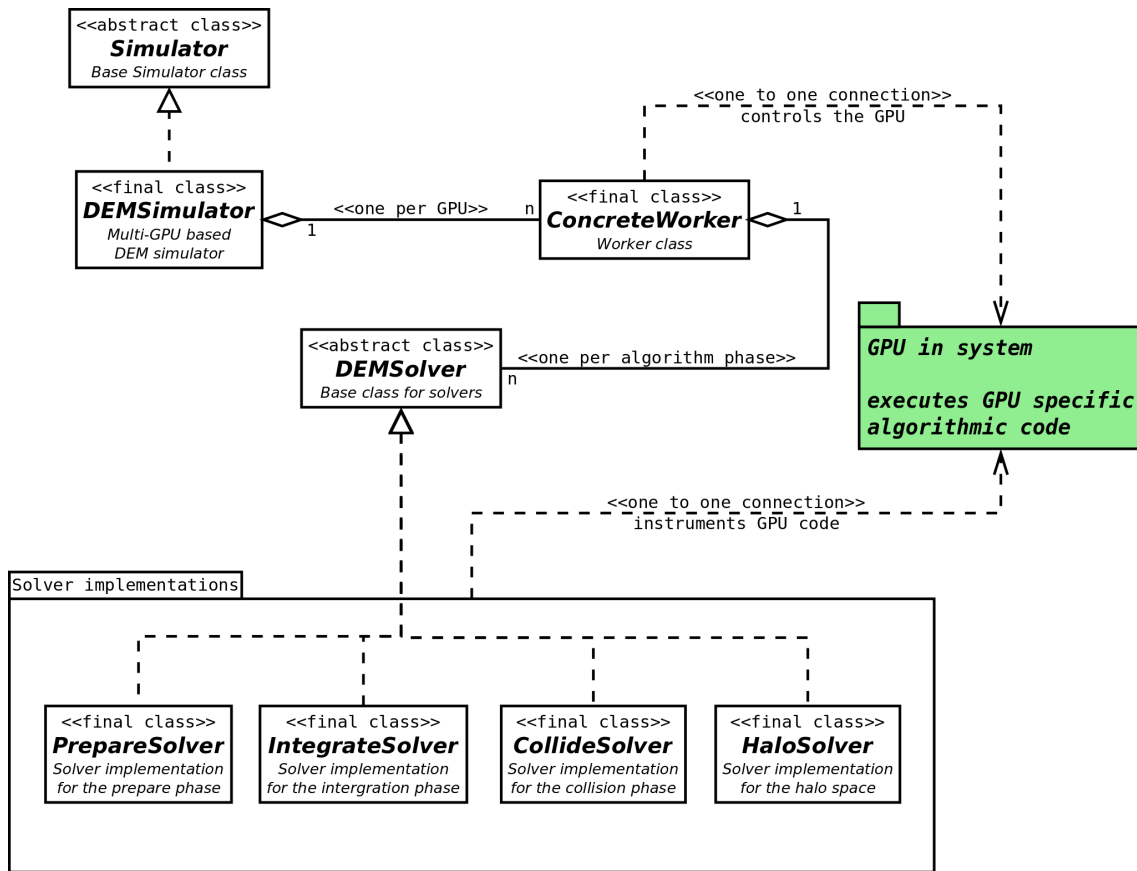 <<abstract class>>
Simulator
Base Simulator class
<<one to one connection>>
controls the GPU
<<final class>>
DEMSimulator
Multi-GPU based
DEM simulator
1
<<one per GPU>>
n
<<final class>>
ConcreteWorker
Worker class
1
<<abstract class>>
DEMSolver
Base class for solvers
n
<<one per algorithm phase>>
GPU in system
executes GPU specific
algorithmic code
<<one to one connection>>
instruments GPU code
Solver implementations
<<final class>>
PrepareSolver
Solver implementation
for the prepare phase
<<final class>>
IntegrateSolver
Solver implementation
for the intergration phase
<<final class>>
CollideSolver
Solver implementation
for the collision phase
<<final class>>
HaloSolver
Solver implementation
for the halo space